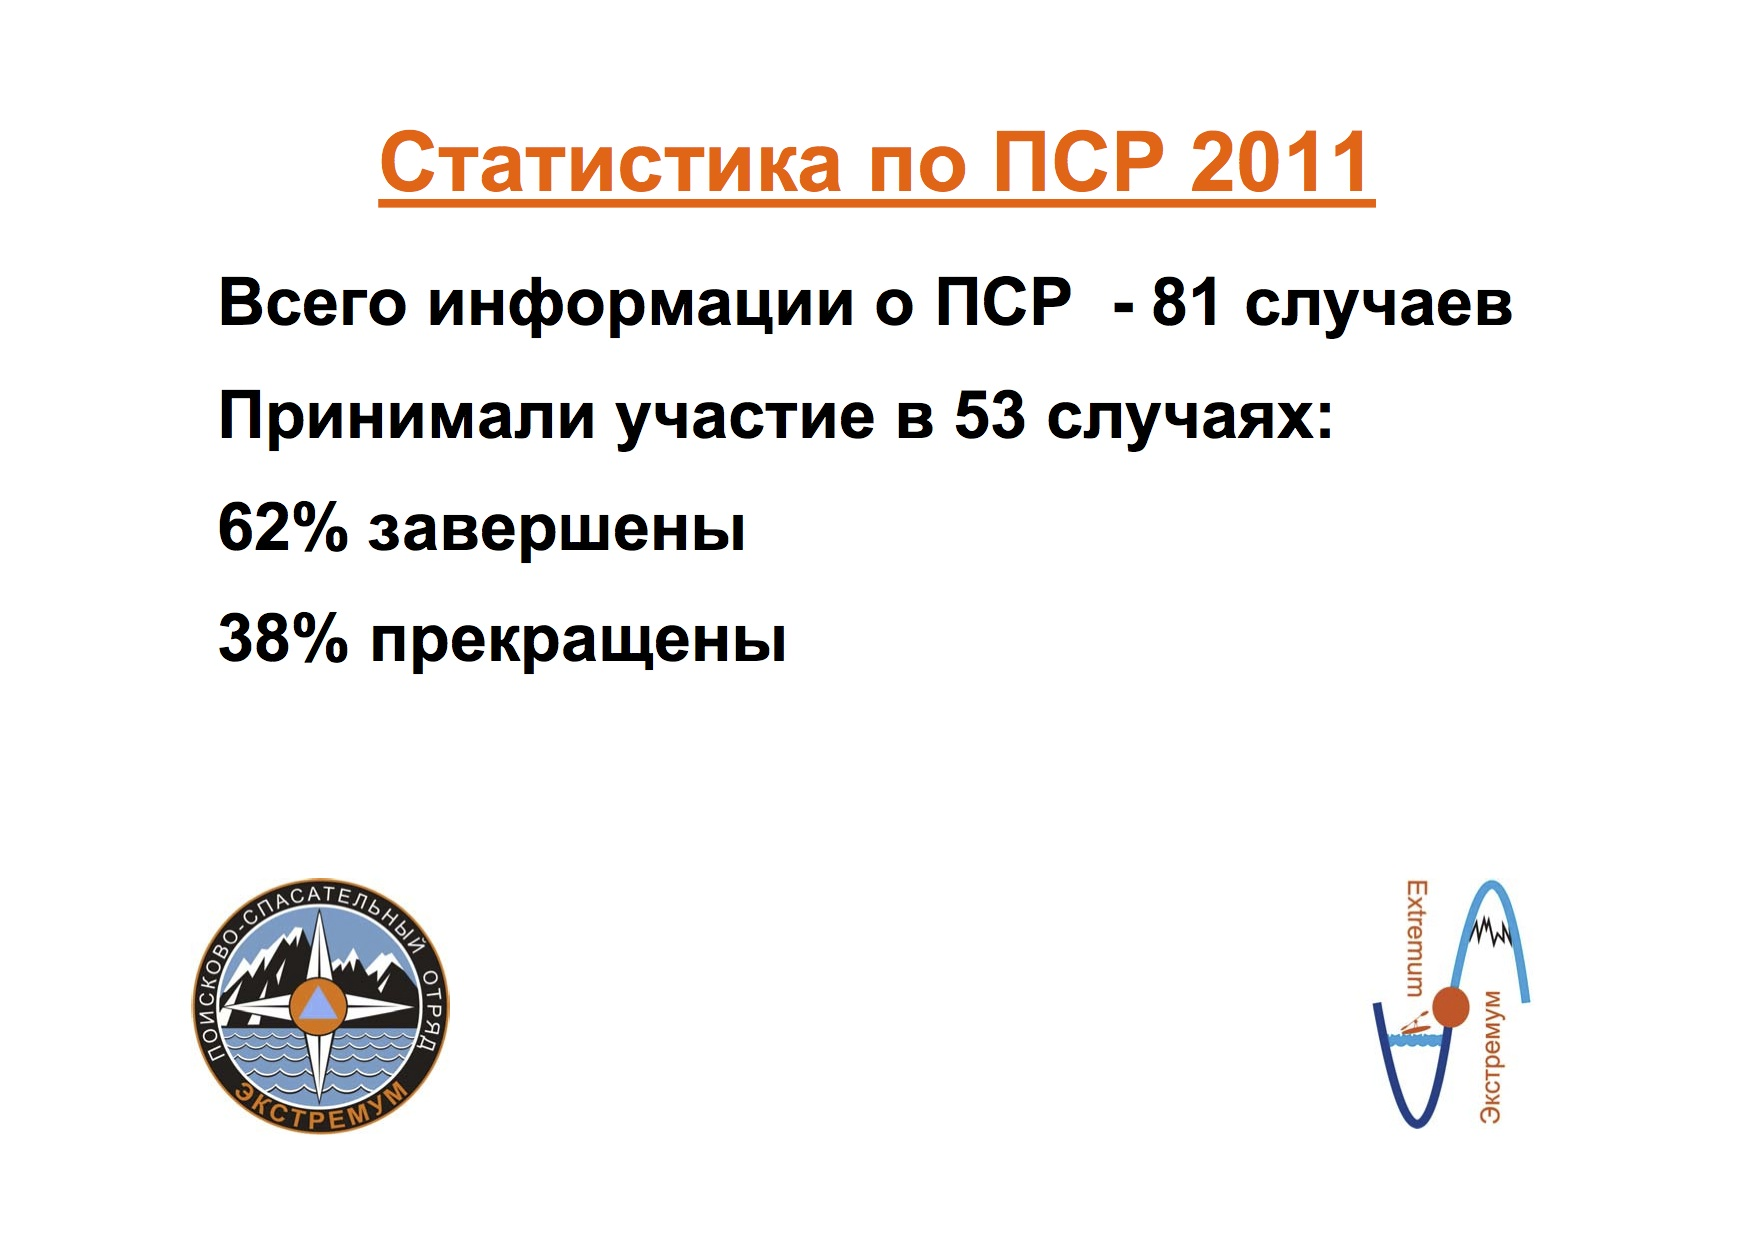 Статистика по ПСР 2011
Всего информации о ПСР - 81 случаев
Принимали участие в 53 случаях:
62% завершены
38% прекращены
ПОИСКОВО-СПАСАТЕЛЬНЫЙ ОТРЯД
ЭКСТРЕМУМ
Extremum
Экстремум